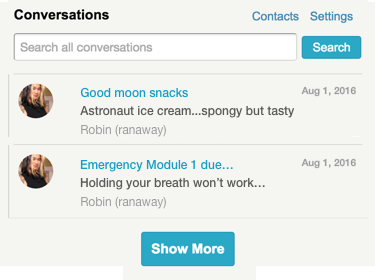 Conversations
Contacts
Settings
Search all conversations
Search
Good moon snacks
Aug 1, 2016
Astronaut ice cream...spongy but tasty
Robin (ranaway)
Emergency Module 1 due…
Aug 1, 2016
Holding your breath won’t work…
Robin (ranaway)
Show More